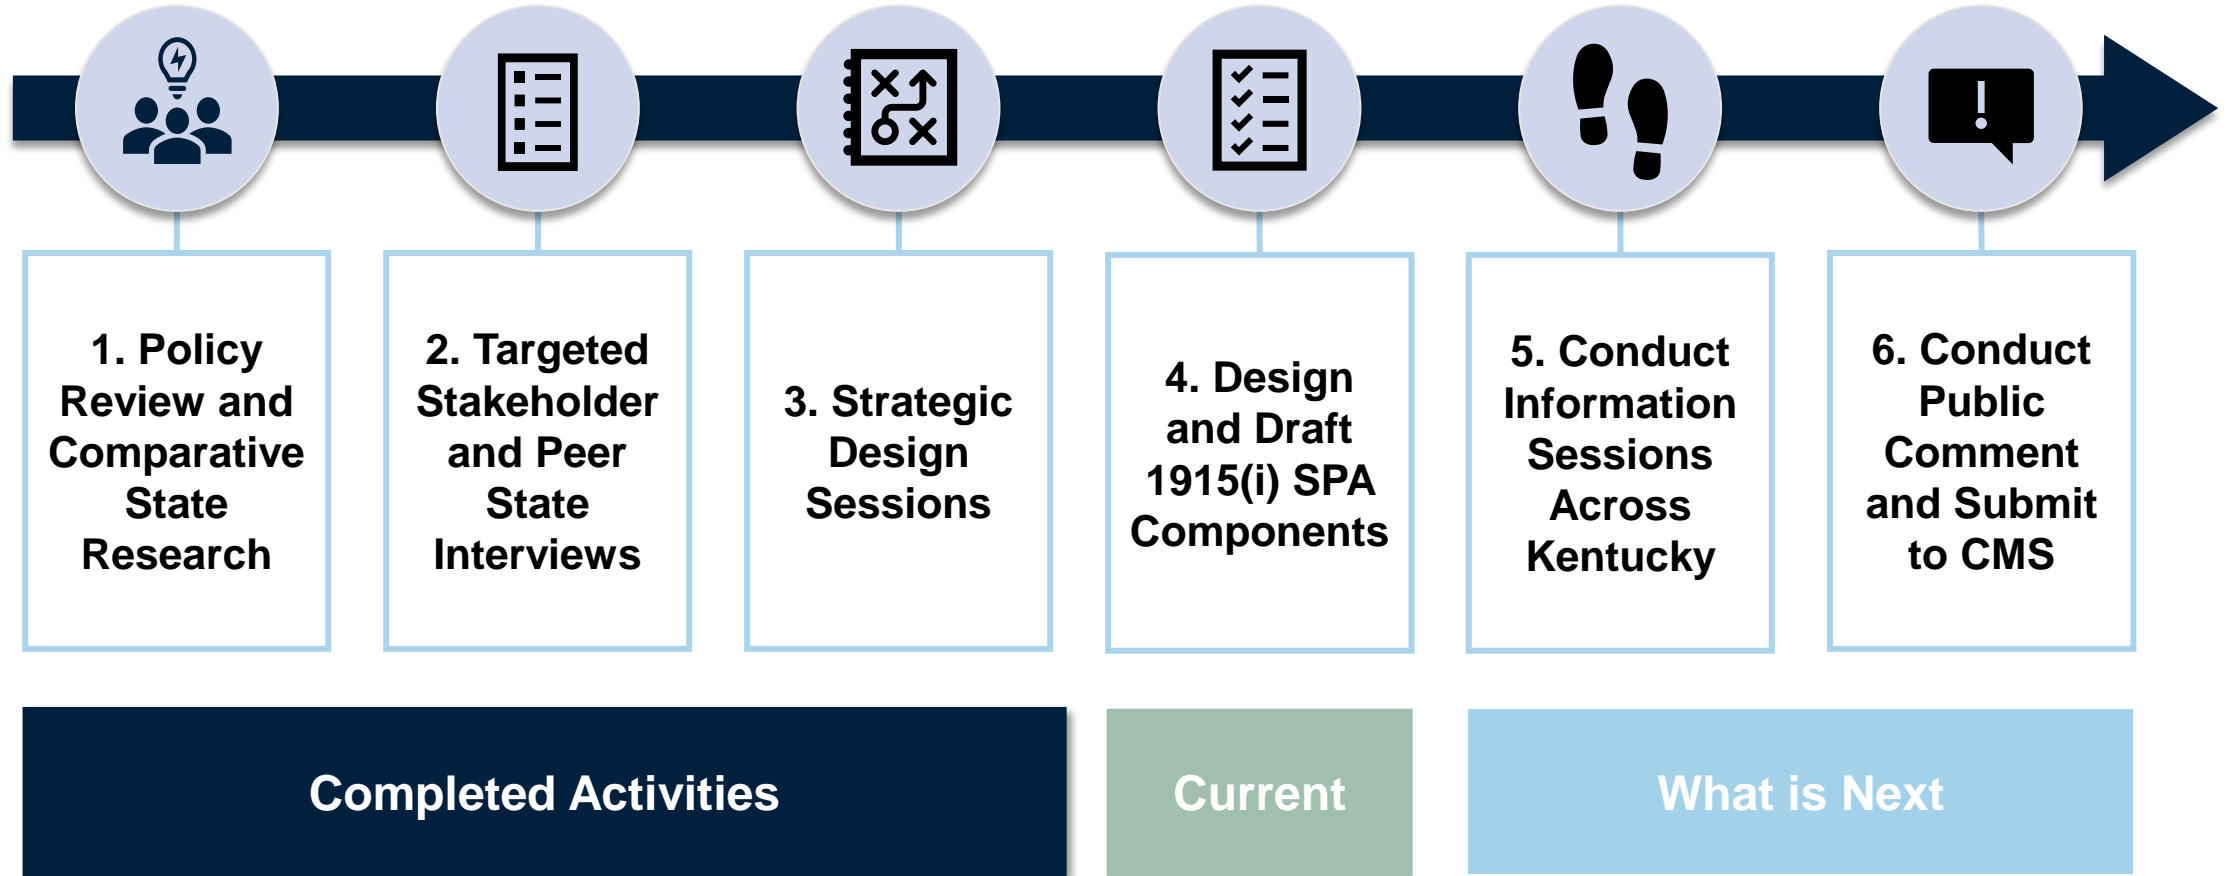 1. Policy
Review and
Comparative
State
Research
2. Targeted
Stakeholder
and Peer
State
Interviews
3. Strategic
Design
Sessions
4. Design
and Draft
1915(i) SPA
Components
5. Conduct
Information
Sessions
Across
Kentucky
6. Conduct
Public
Comment
and Submit
to CMS
Completed Activities
Current
What is Next